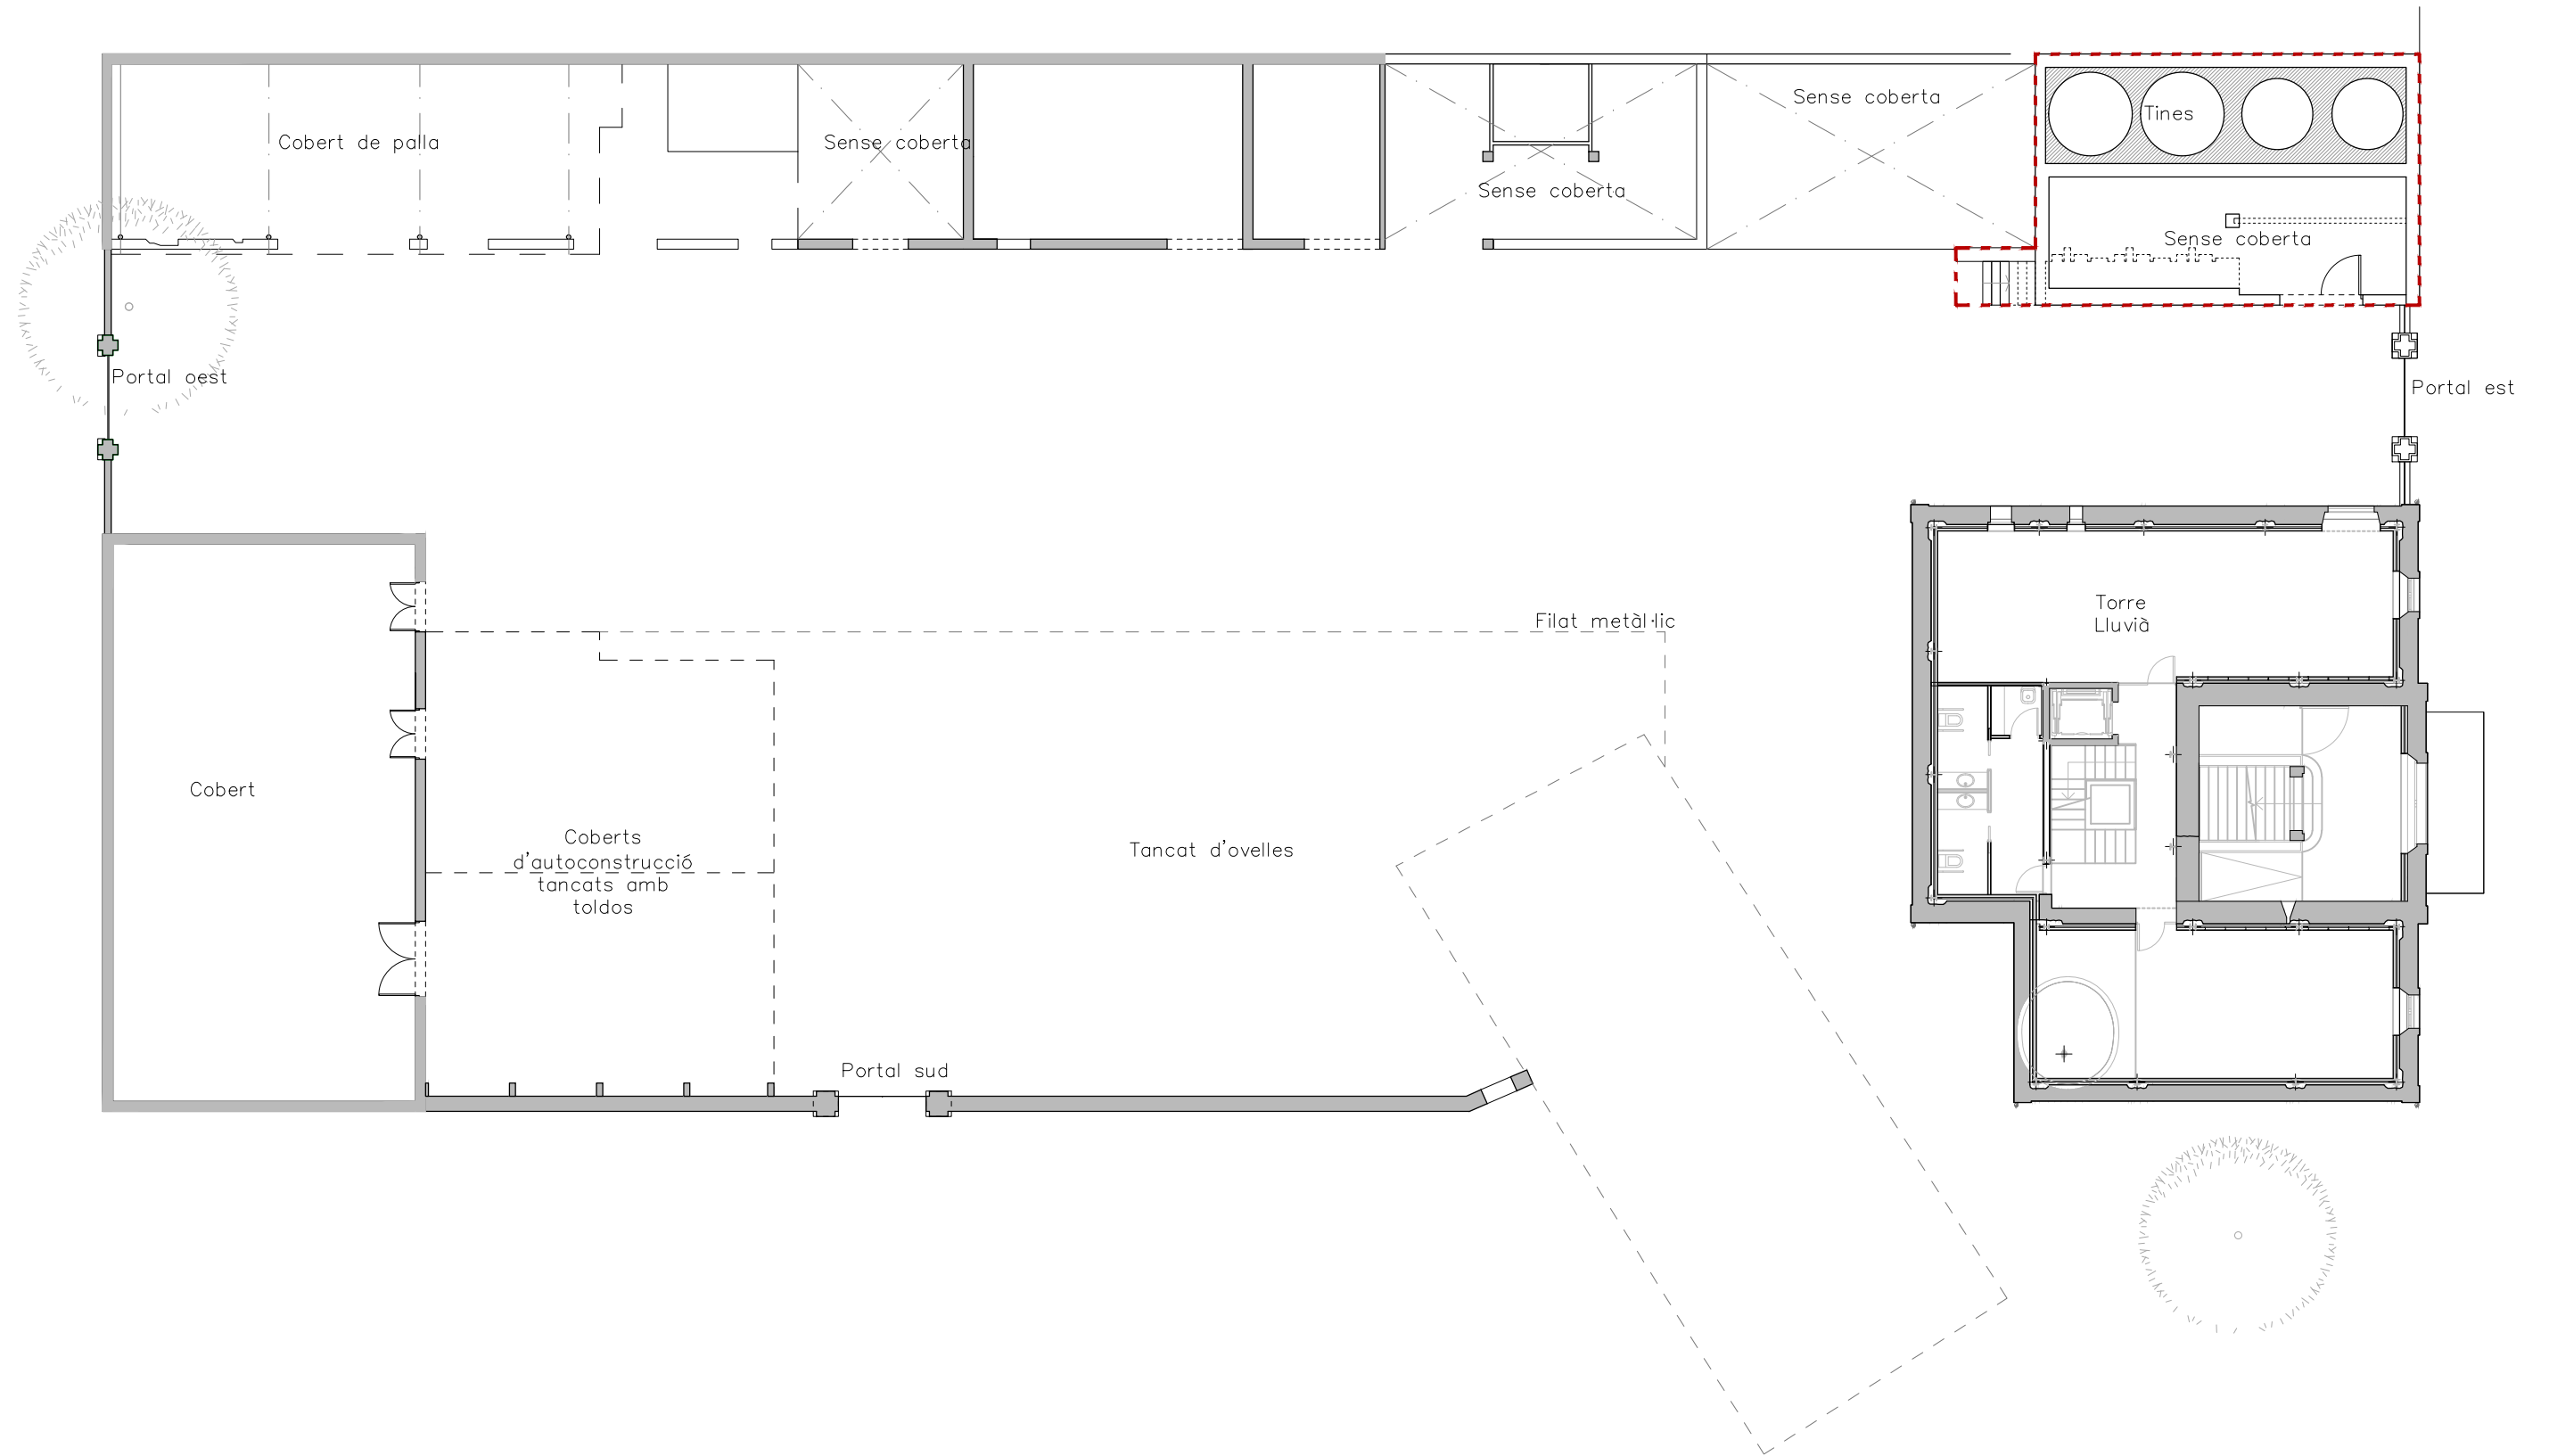 Sense coberta
Tines
Cobert de palla
Sense coberta
Sense coberta
Sense coberta
Portal oest
Portal est
Torre
Lluvià
Filat metàl·lic
Cobert
Coberts
d'autoconstrucció
tancats amb
toldos
Tancat d'ovelles
Portal sud